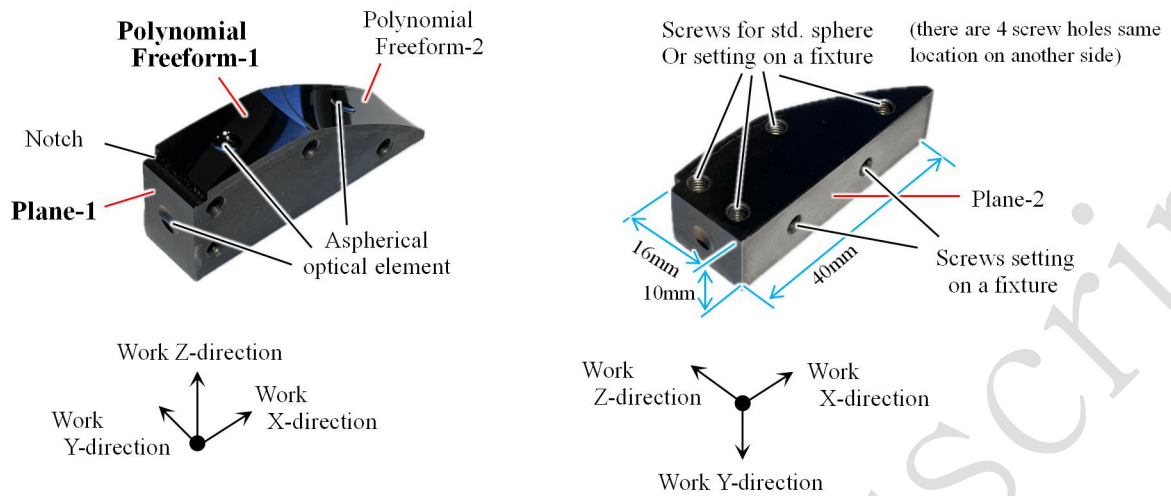 Polynomial
Freeform-1
Polynomial
Freeform-2
Notch
Plane-1
Aspherical
optical element
Work Z-direction
Work
Y-direction
Work
X-direction
Screws for std. sphere
Or setting on a fixture
(there are 4 screw holes same
location on another side)
Plane-2
16mm
10mm
40mm
Screws setting
on a fixture
Work
Z-direction
Work
X-direction
Work Y-direction